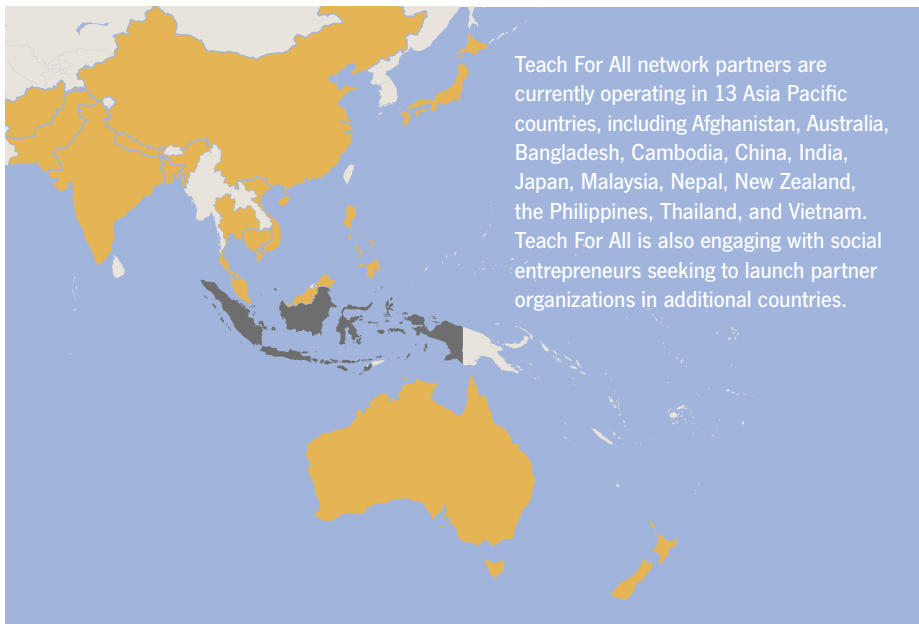 Teach For All network partners are
currently operating in 13 Asia Pacific
countries, including Afghanistan, Australia,
Bangladesh, Cambodia, China, India,
Japan, Malaysia, Nepal, New Zealand,
the Philippines, Thailand, and Vietnam.
Teach For All is also engaging with social
entrepreneurs seeking to launch partner
organizations in additional countries.